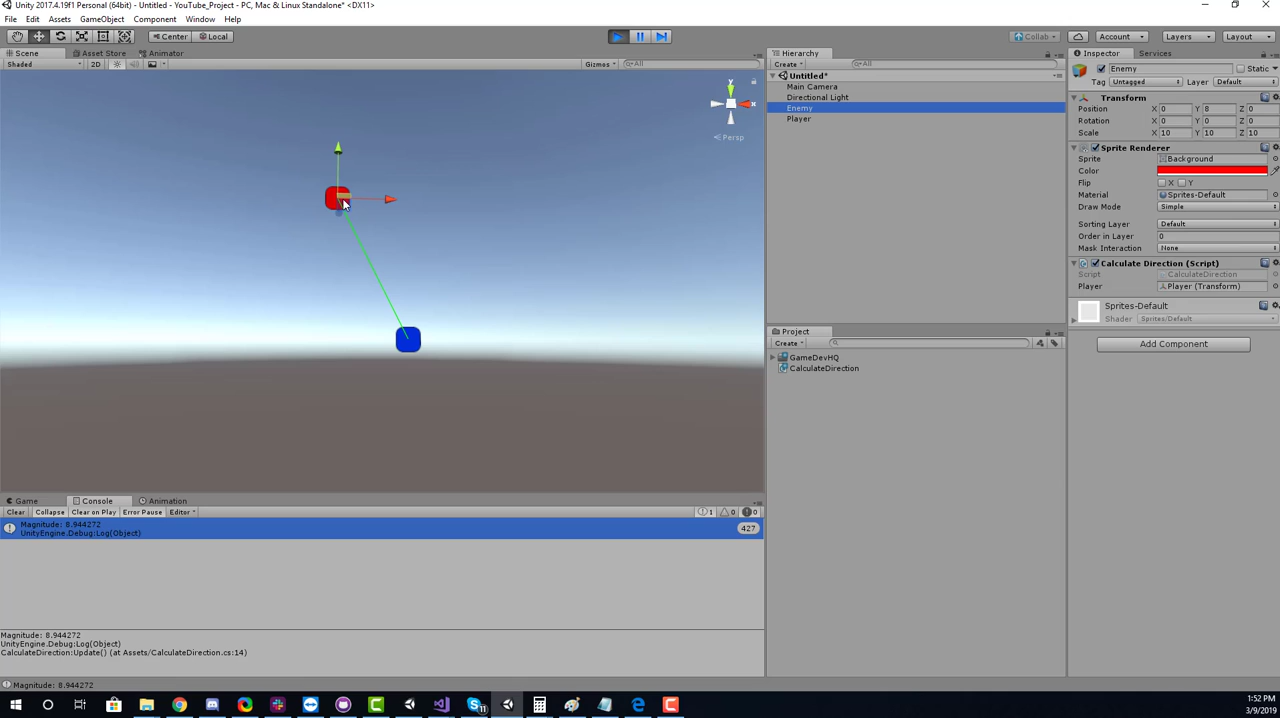 Unity 2017.4.19f1 Personal (64bit) - Untitled - YouTube_Project - PC, Mac & Linux Standalone* <DX11>
File Edit Assets GameObject Component Window Help
Center Local Collab Account Layers Layout
Scene Asset Store Animator
Shaded 2D Gizmos All
y
x
Persp
Hierarchy
Create All
Untitled*
Main Camera
Directional Light
Enemy
Player
Inspector Services
Enemy Static
Tag Untagged Layer Default
Transform
Position X 0 Y 8 Z 0
Rotation X 0 Y 0 Z 0
Scale X 10 Y 10 Z 10
Sprite Renderer
Sprite Background
Color
Flip X Y
Material Sprites-Default
Draw Mode Simple
Sorting Layer Default
Order in Layer 0
Mask Interaction None
Calculate Direction (Script)
Script CalculateDirection
Player Player (Transform)
Sprites-Default
Shader Sprites/Default
Add Component
Project
Create
GameDevHQ
CalculateDirection
Game Console Animation
Clear Collapse Clear on Play Error Pause Editor 1 0 0
Magnitude: 8.944272
UnityEngine.Debug:Log(Object)
427
Magnitude: 8.944272
UnityEngine.Debug:Log(Object)
CalculateDirection:Update() (at Assets/CalculateDirection.cs:14)
Magnitude: 8.944272
11
1:52 PM
3/9/2019